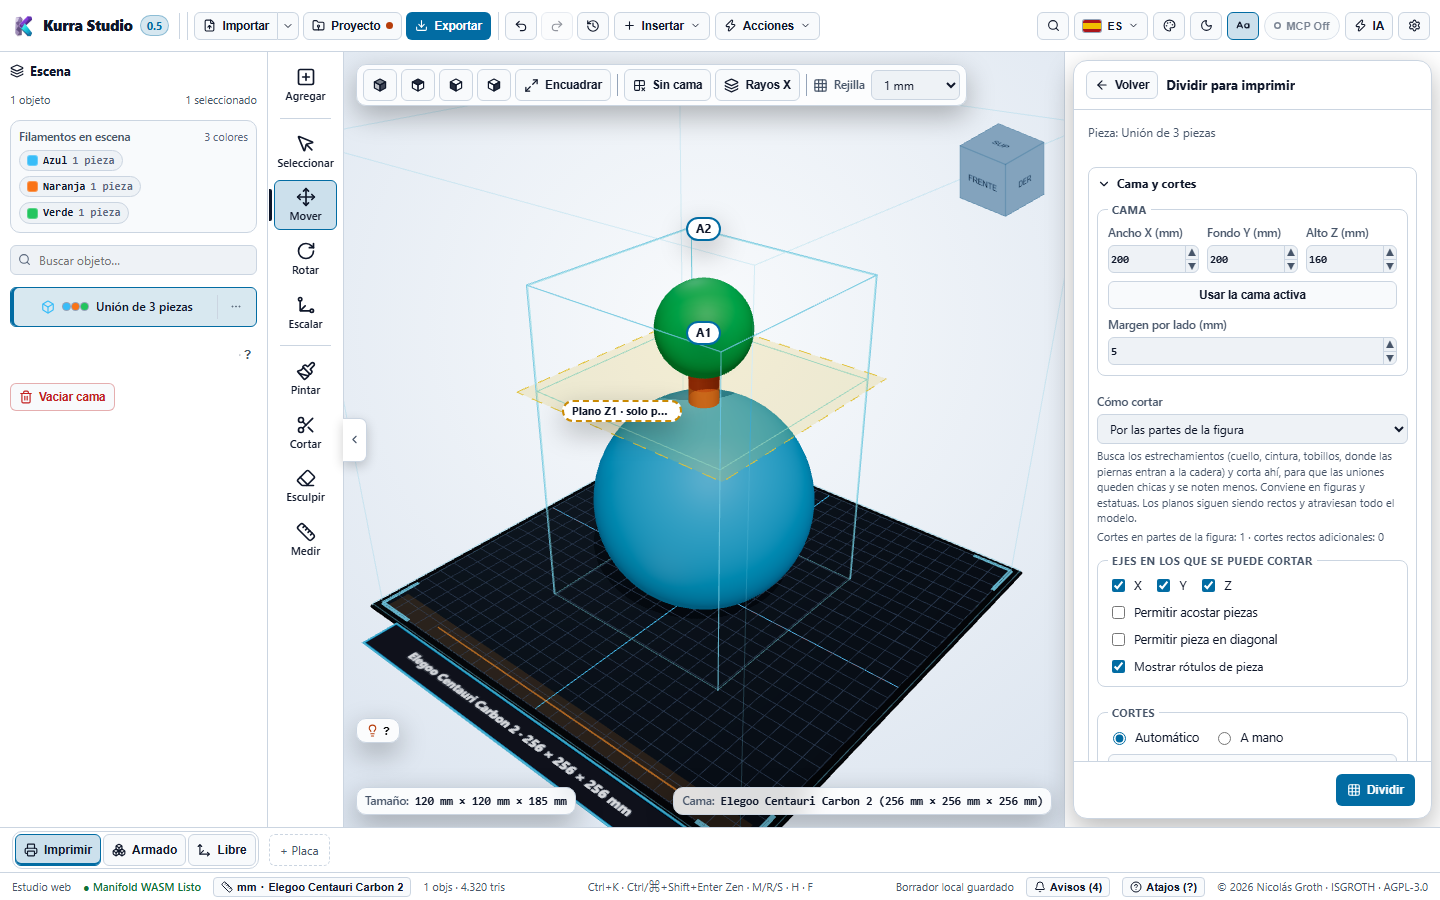 Kurra Studio 0.5
Importar
Proyecto
Exportar
Insertar
Acciones
ES
MCP Off
IA
Escena
1 objeto
1 seleccionado
Filamentos en escena
3 colores
Azul 1 pieza
Naranja 1 pieza
Verde 1 pieza
Buscar objeto...
Unión de 3 piezas
?
Vaciar cama
Agregar
Seleccionar
Mover
Rotar
Escalar
Pintar
Cortar
Esculpir
Medir
Encuadrar
Sin cama
Rayos X
Rejilla
1 mm
SUP
FRENTE
DER
A2
A1
Plano Z1 · solo p...
Elegoo Centauri Carbon 2 · 256 × 256 × 256 mm
?
Tamaño: 120 mm × 120 mm × 185 mm
Cama: Elegoo Centauri Carbon 2 (256 mm × 256 mm × 256 mm)
Volver
Dividir para imprimir
Pieza: Unión de 3 piezas
Cama y cortes
CAMA
Ancho X (mm)
Fondo Y (mm)
Alto Z (mm)
200
200
160
Usar la cama activa
Margen por lado (mm)
5
Cómo cortar
Por las partes de la figura
Busca los estrechamientos (cuello, cintura, tobillos, donde las
piernas entran a la cadera) y corta ahí, para que las uniones
queden chicas y se noten menos. Conviene en figuras y
estatuas. Los planos siguen siendo rectos y atraviesan todo el
modelo.
Cortes en partes de la figura: 1 · cortes rectos adicionales: 0
EJES EN LOS QUE SE PUEDE CORTAR
X
Y
Z
Permitir acostar piezas
Permitir pieza en diagonal
Mostrar rótulos de pieza
CORTES
Automático
A mano
Dividir
Imprimir
Armado
Libre
+ Placa
Estudio web
Manifold WASM Listo
mm · Elegoo Centauri Carbon 2
1 objs · 4.320 tris
Ctrl+K · Ctrl/⌘+Shift+Enter Zen · M/R/S · H · F
Borrador local guardado
Avisos (4)
Atajos (?)
© 2026 Nicolás Groth · ISGROTH · AGPL-3.0